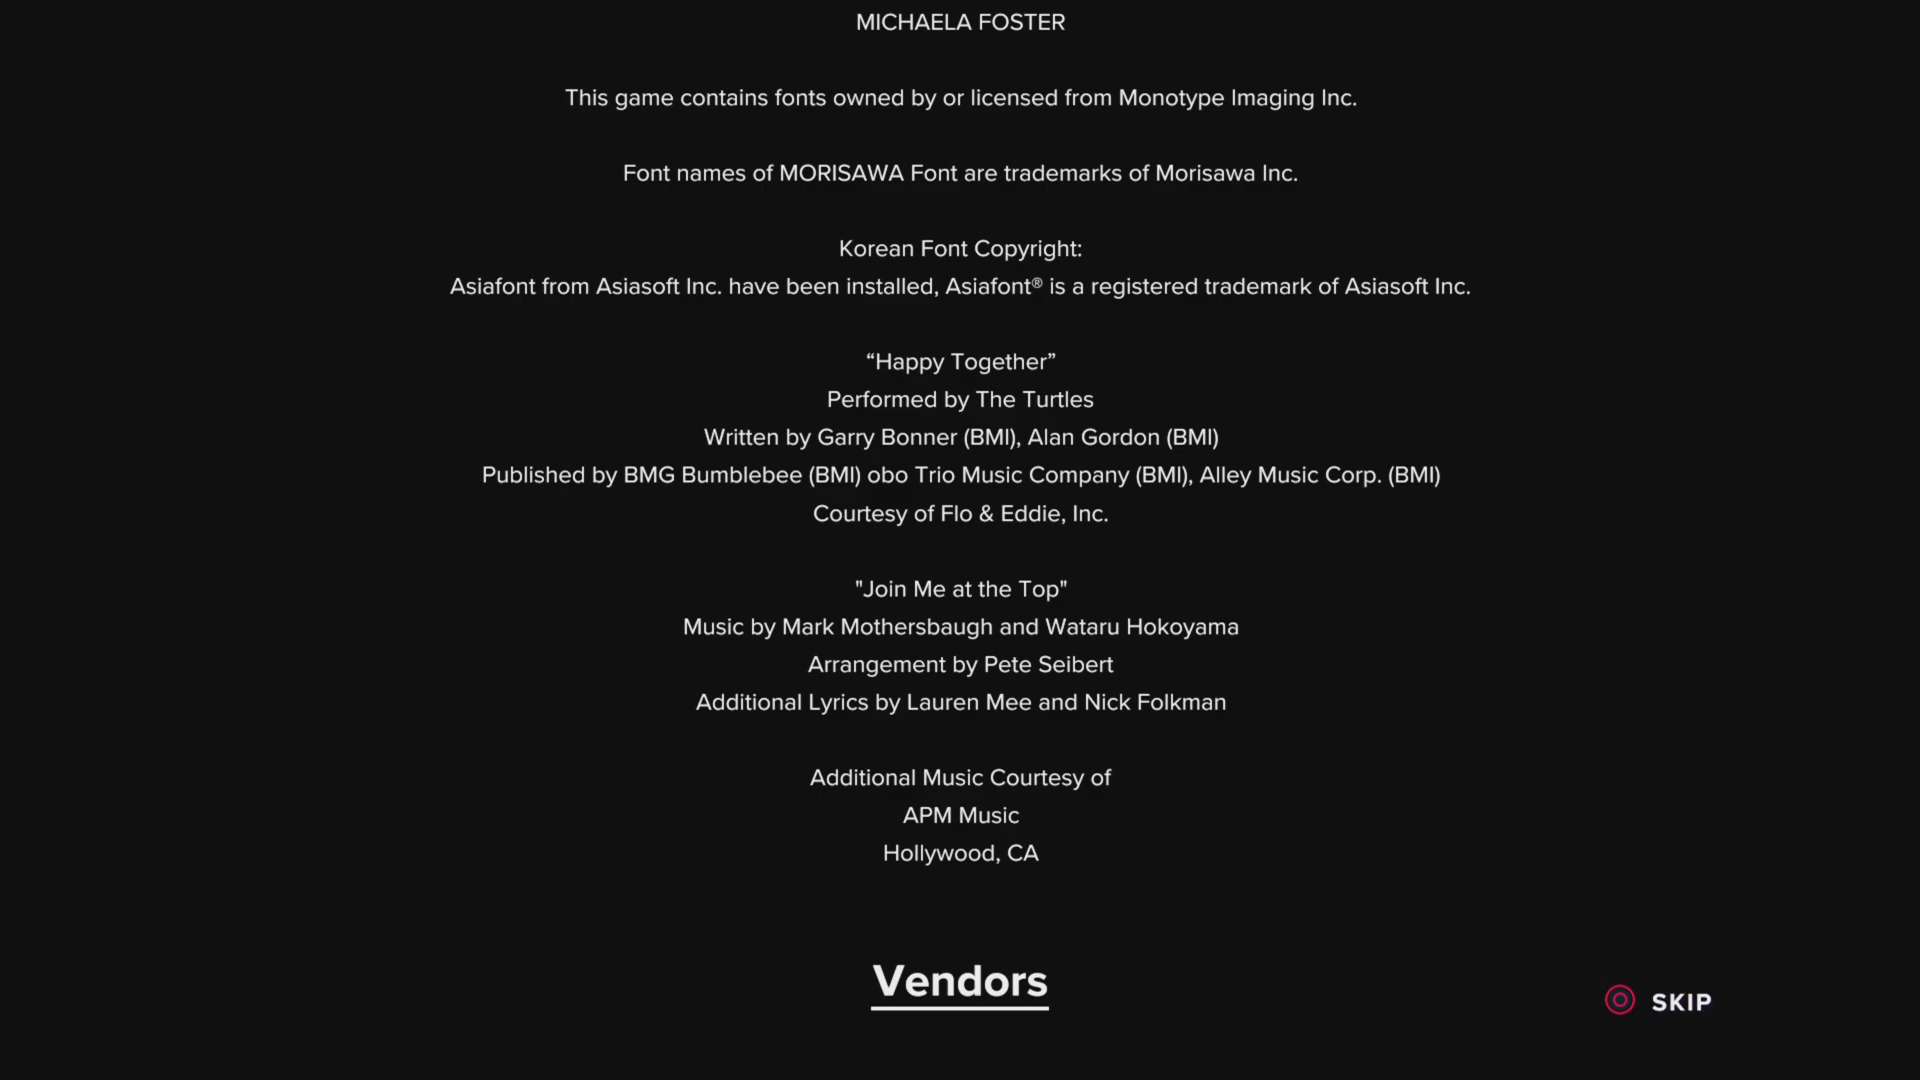 MICHAELA FOSTER
This game contains fonts owned by or licensed from Monotype Imaging Inc.
Font names of MORISAWA Font are trademarks of Morisawa Inc.
Korean Font Copyright:
Asiafont from Asiasoft Inc. have been installed, Asiafont® is a registered trademark of Asiasoft Inc.
“Happy Together”
Performed by The Turtles
Written by Garry Bonner (BMI), Alan Gordon (BMI)
Published by BMG Bumblebee (BMI) obo Trio Music Company (BMI), Alley Music Corp. (BMI)
Courtesy of Flo & Eddie, Inc.
"Join Me at the Top"
Music by Mark Mothersbaugh and Wataru Hokoyama
Arrangement by Pete Seibert
Additional Lyrics by Lauren Mee and Nick Folkman
Additional Music Courtesy of
APM Music
Hollywood, CA
Vendors
SKIP